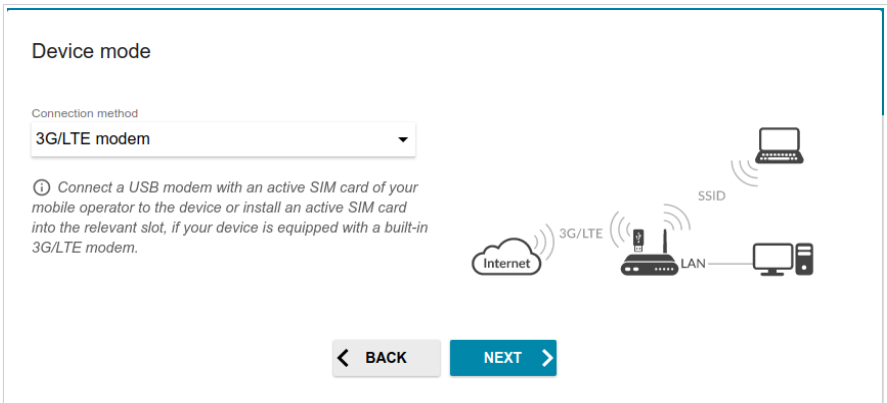 Device mode
Connection method
3G/LTE modem
Connect a USB modem with an active SIM card of your
mobile operator to the device or install an active SIM card
into the relevant slot, if your device is equipped with a built-in
3G/LTE modem.
SSID
3G/LTE
Internet
LAN
BACK
NEXT